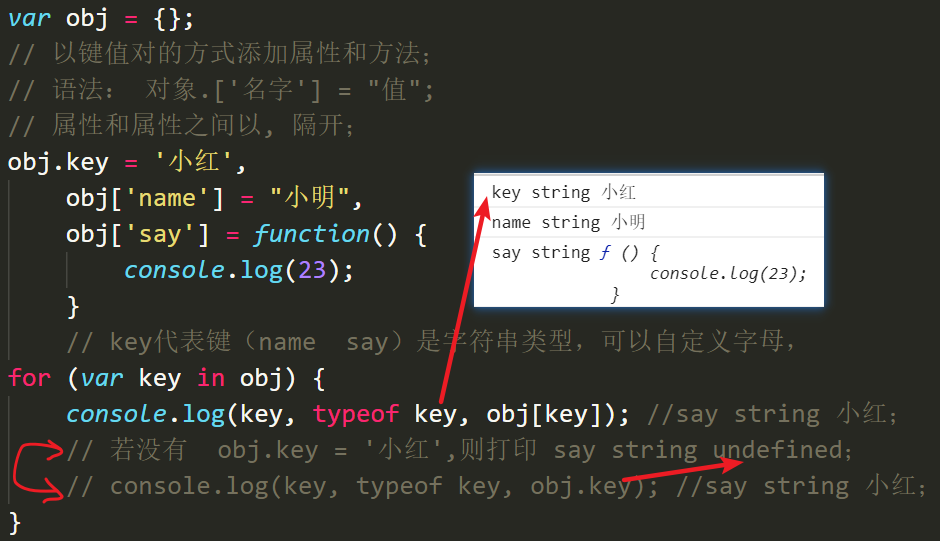 var obj = {};
// 以键值对的方式添加属性和方法;
// 语法: 对象.['名字'] = "值";
// 属性和属性之间以, 隔开;
obj.key = '小红',
obj['name'] = "小明",
obj['say'] = function() {
console.log(23);
}
// key代表键（name say）是字符串类型，可以自定义字母，
for (var key in obj) {
console.log(key, typeof key, obj[key]); //say string 小红;
// 若没有 obj.key = '小红',则打印 say string undefined;
// console.log(key, typeof key, obj.key); //say string 小红;
}
key string 小红
name string 小明
say string ƒ () {
console.log(23);
}